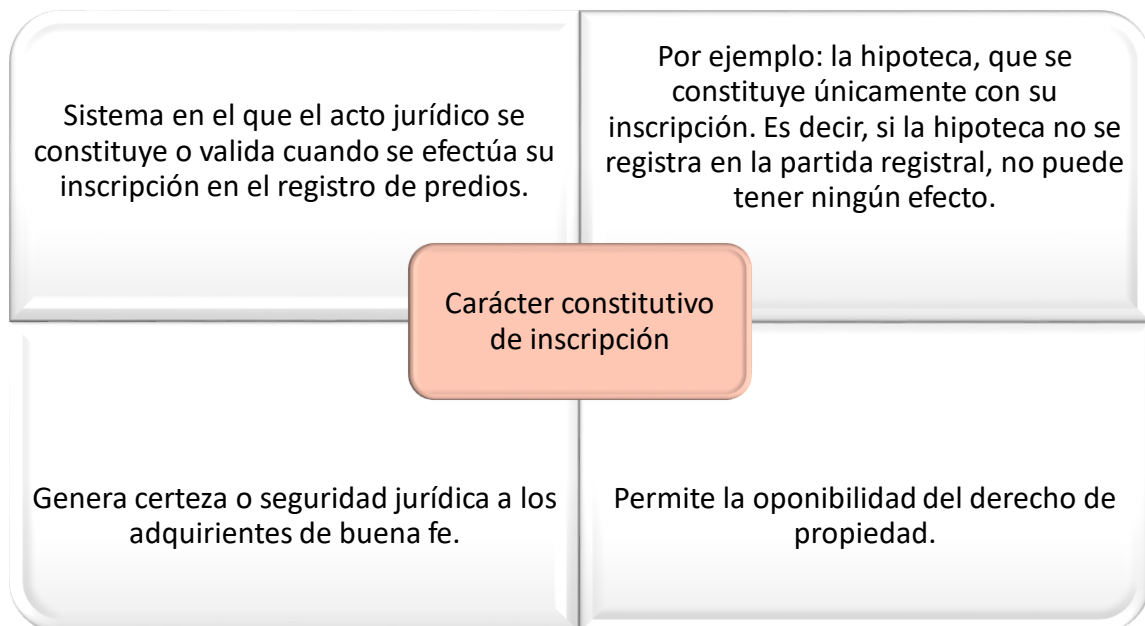 Sistema en el que el acto jurídico se
constituye o valida cuando se efectúa su
inscripción en el registro de predios.
Por ejemplo: la hipoteca, que se
constituye únicamente con su
inscripción. Es decir, si la hipoteca no se
registra en la partida registral, no puede
tener ningún efecto.
Carácter constitutivo
de inscripción
Genera certeza o seguridad jurídica a los
adquirientes de buena fe.
Permite la oponibilidad del derecho de
propiedad.